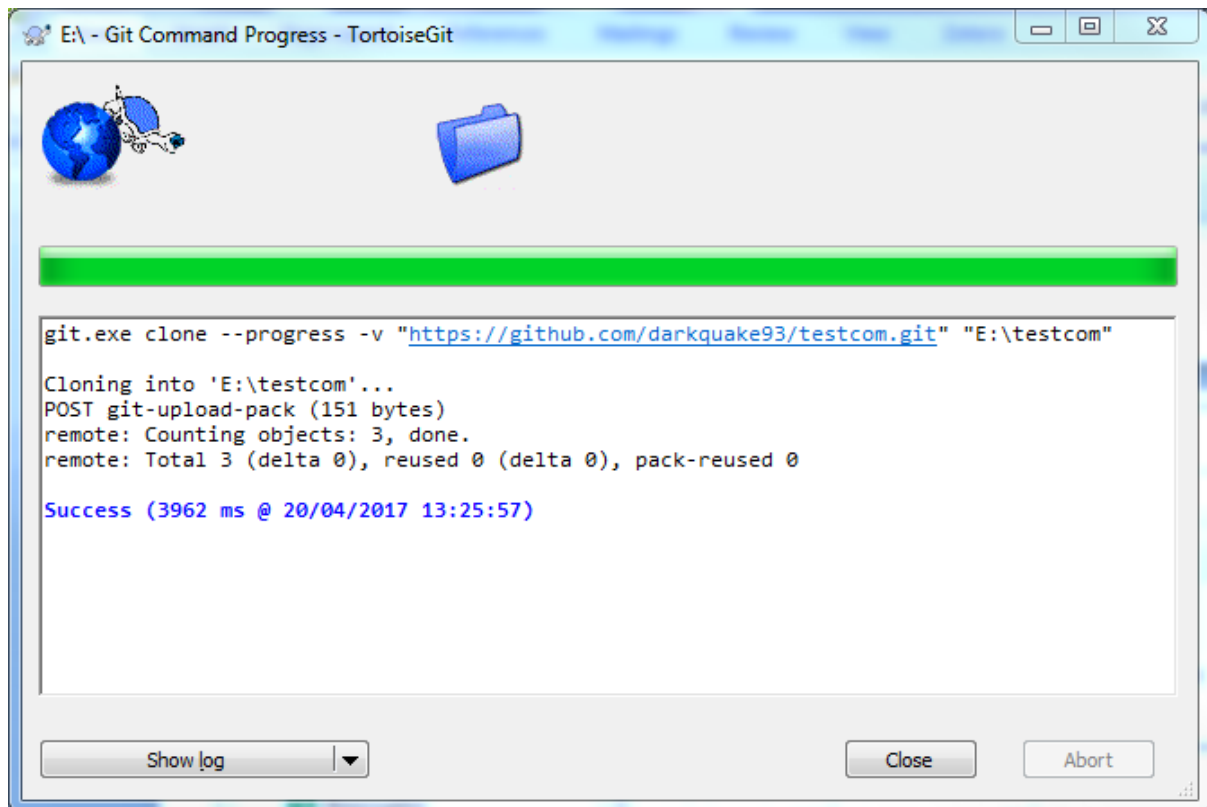 E:\ - Git Command Progress - TortoiseGit
git.exe clone --progress -v "https://github.com/darkquake93/testcom.git" "E:\testcom"
Cloning into 'E:\testcom'...
POST git-upload-pack (151 bytes)
remote: Counting objects: 3, done.
remote: Total 3 (delta 0), reused 0 (delta 0), pack-reused 0
Success (3962 ms @ 20/04/2017 13:25:57)
Show log
Close
Abort